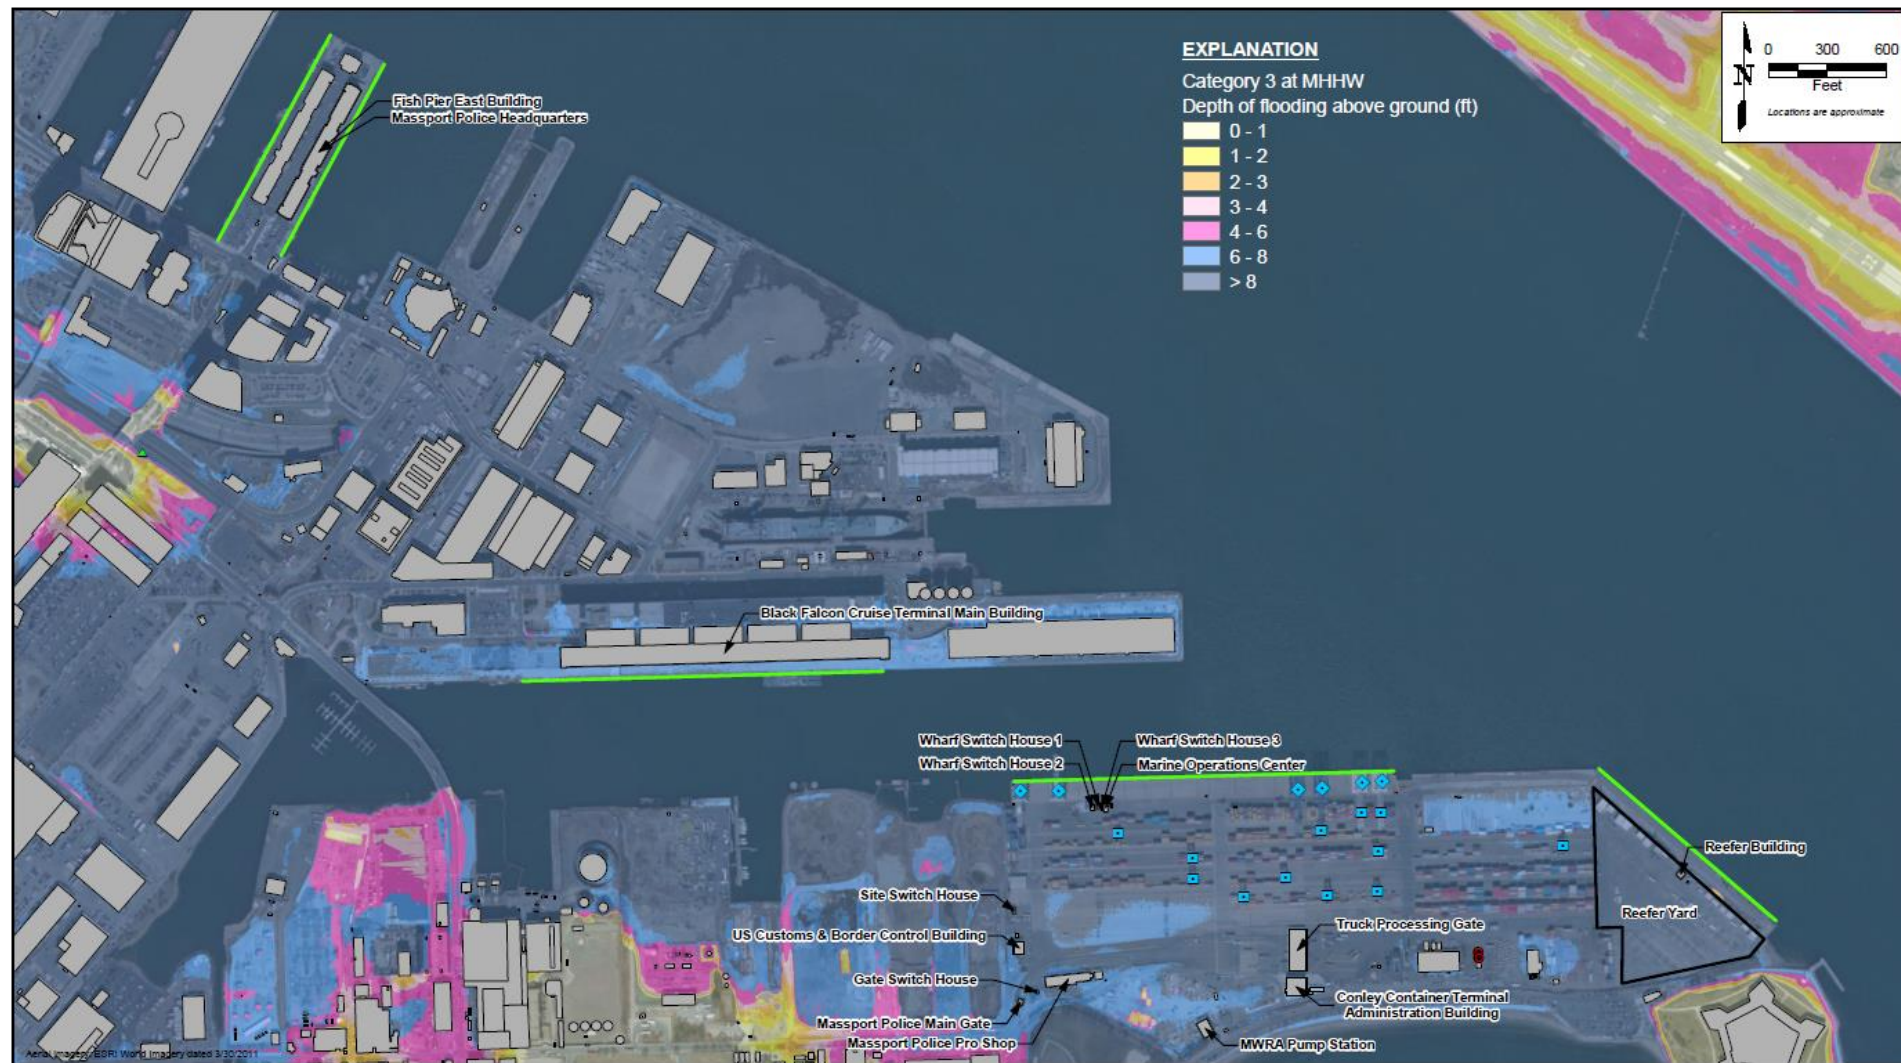 EXPLANATION
Category 3 at MHHW
Depth of flooding above ground (ft)
0 - 1
1 - 2
2 - 3
3 - 4
4 - 6
6 - 8
> 8
N
0 300 600
Feet
Locations are approximate
Fish Pier East Building
Massport Police Headquarters
Black Falcon Cruise Terminal Main Building
Wharf Switch House 1
Wharf Switch House 3
Wharf Switch House 2
Marine Operations Center
Reefer Building
Site Switch House
Reefer Yard
Truck Processing Gate
US Customs & Border Control Building
Gate Switch House
Conley Container Terminal
Administration Building
Massport Police Main Gate
Massport Police Pro Shop
MWRA Pump Station
Aerial Imagery: ESRI World Imagery dated 3/30/2011